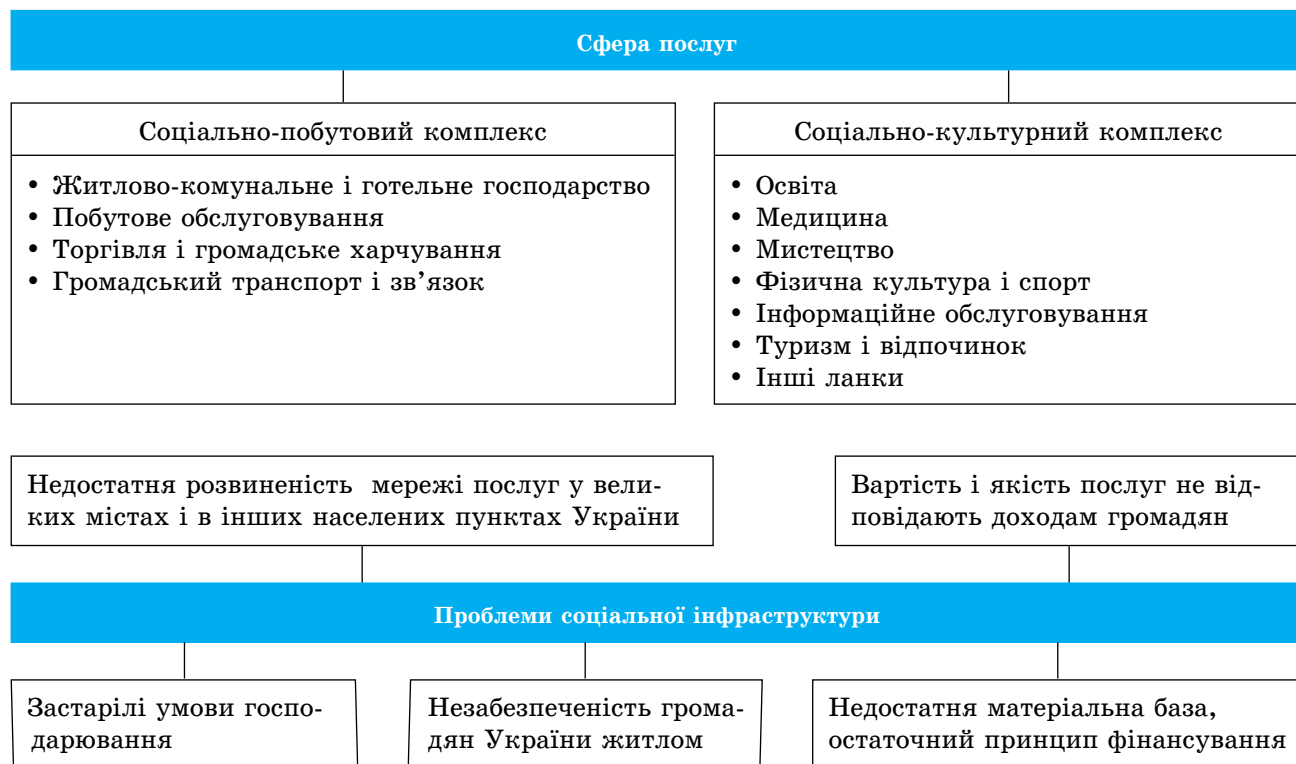 Сфера послуг
Соціально-побутовий комплекс
• Житлово-комунальне і готельне господарство
• Побутове обслуговування
• Торгівля і громадське харчування
• Громадський транспорт і зв’язок
Соціально-культурний комплекс
• Освіта
• Медицина
• Мистецтво
• Фізична культура і спорт
• Інформаційне обслуговування
• Туризм і відпочинок
• Інші ланки
Недостатня розвиненість мережі послуг у вели-
ких містах і в інших населених пунктах України
Вартість і якість послуг не від-
повідають доходам громадян
Проблеми соціальної інфраструктури
Застарілі умови госпо-
дарювання
Незабезпеченість грома-
дян України житлом
Недостатня матеріальна база,
остаточний принцип фінансування